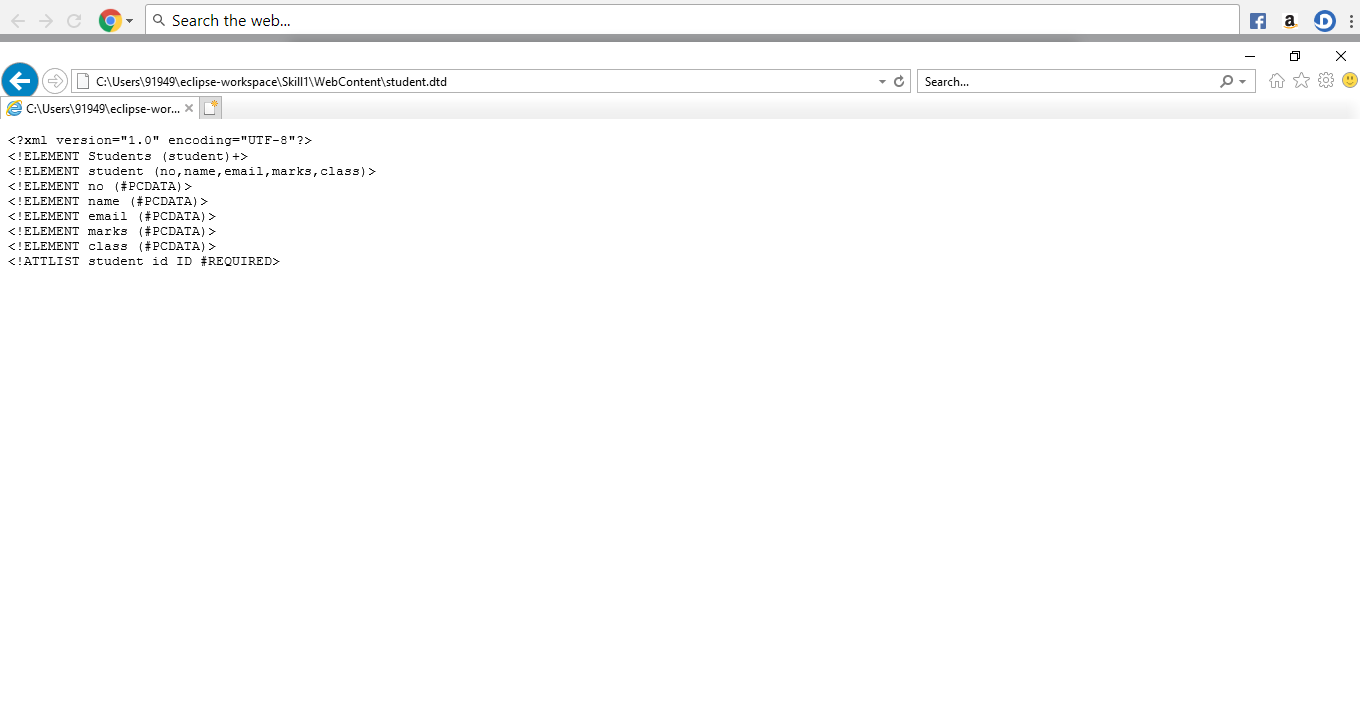 Search the web...
C:\Users\91949\eclipse-workspace\Skill1\WebContent\student.dtd
Search...
C:\Users\91949\eclipse-wor...
<?xml version="1.0" encoding="UTF-8"?>
<!ELEMENT Students (student)+>
<!ELEMENT student (no,name,email,marks,class)>
<!ELEMENT no (#PCDATA)>
<!ELEMENT name (#PCDATA)>
<!ELEMENT email (#PCDATA)>
<!ELEMENT marks (#PCDATA)>
<!ELEMENT class (#PCDATA)>
<!ATTLIST student id ID #REQUIRED>